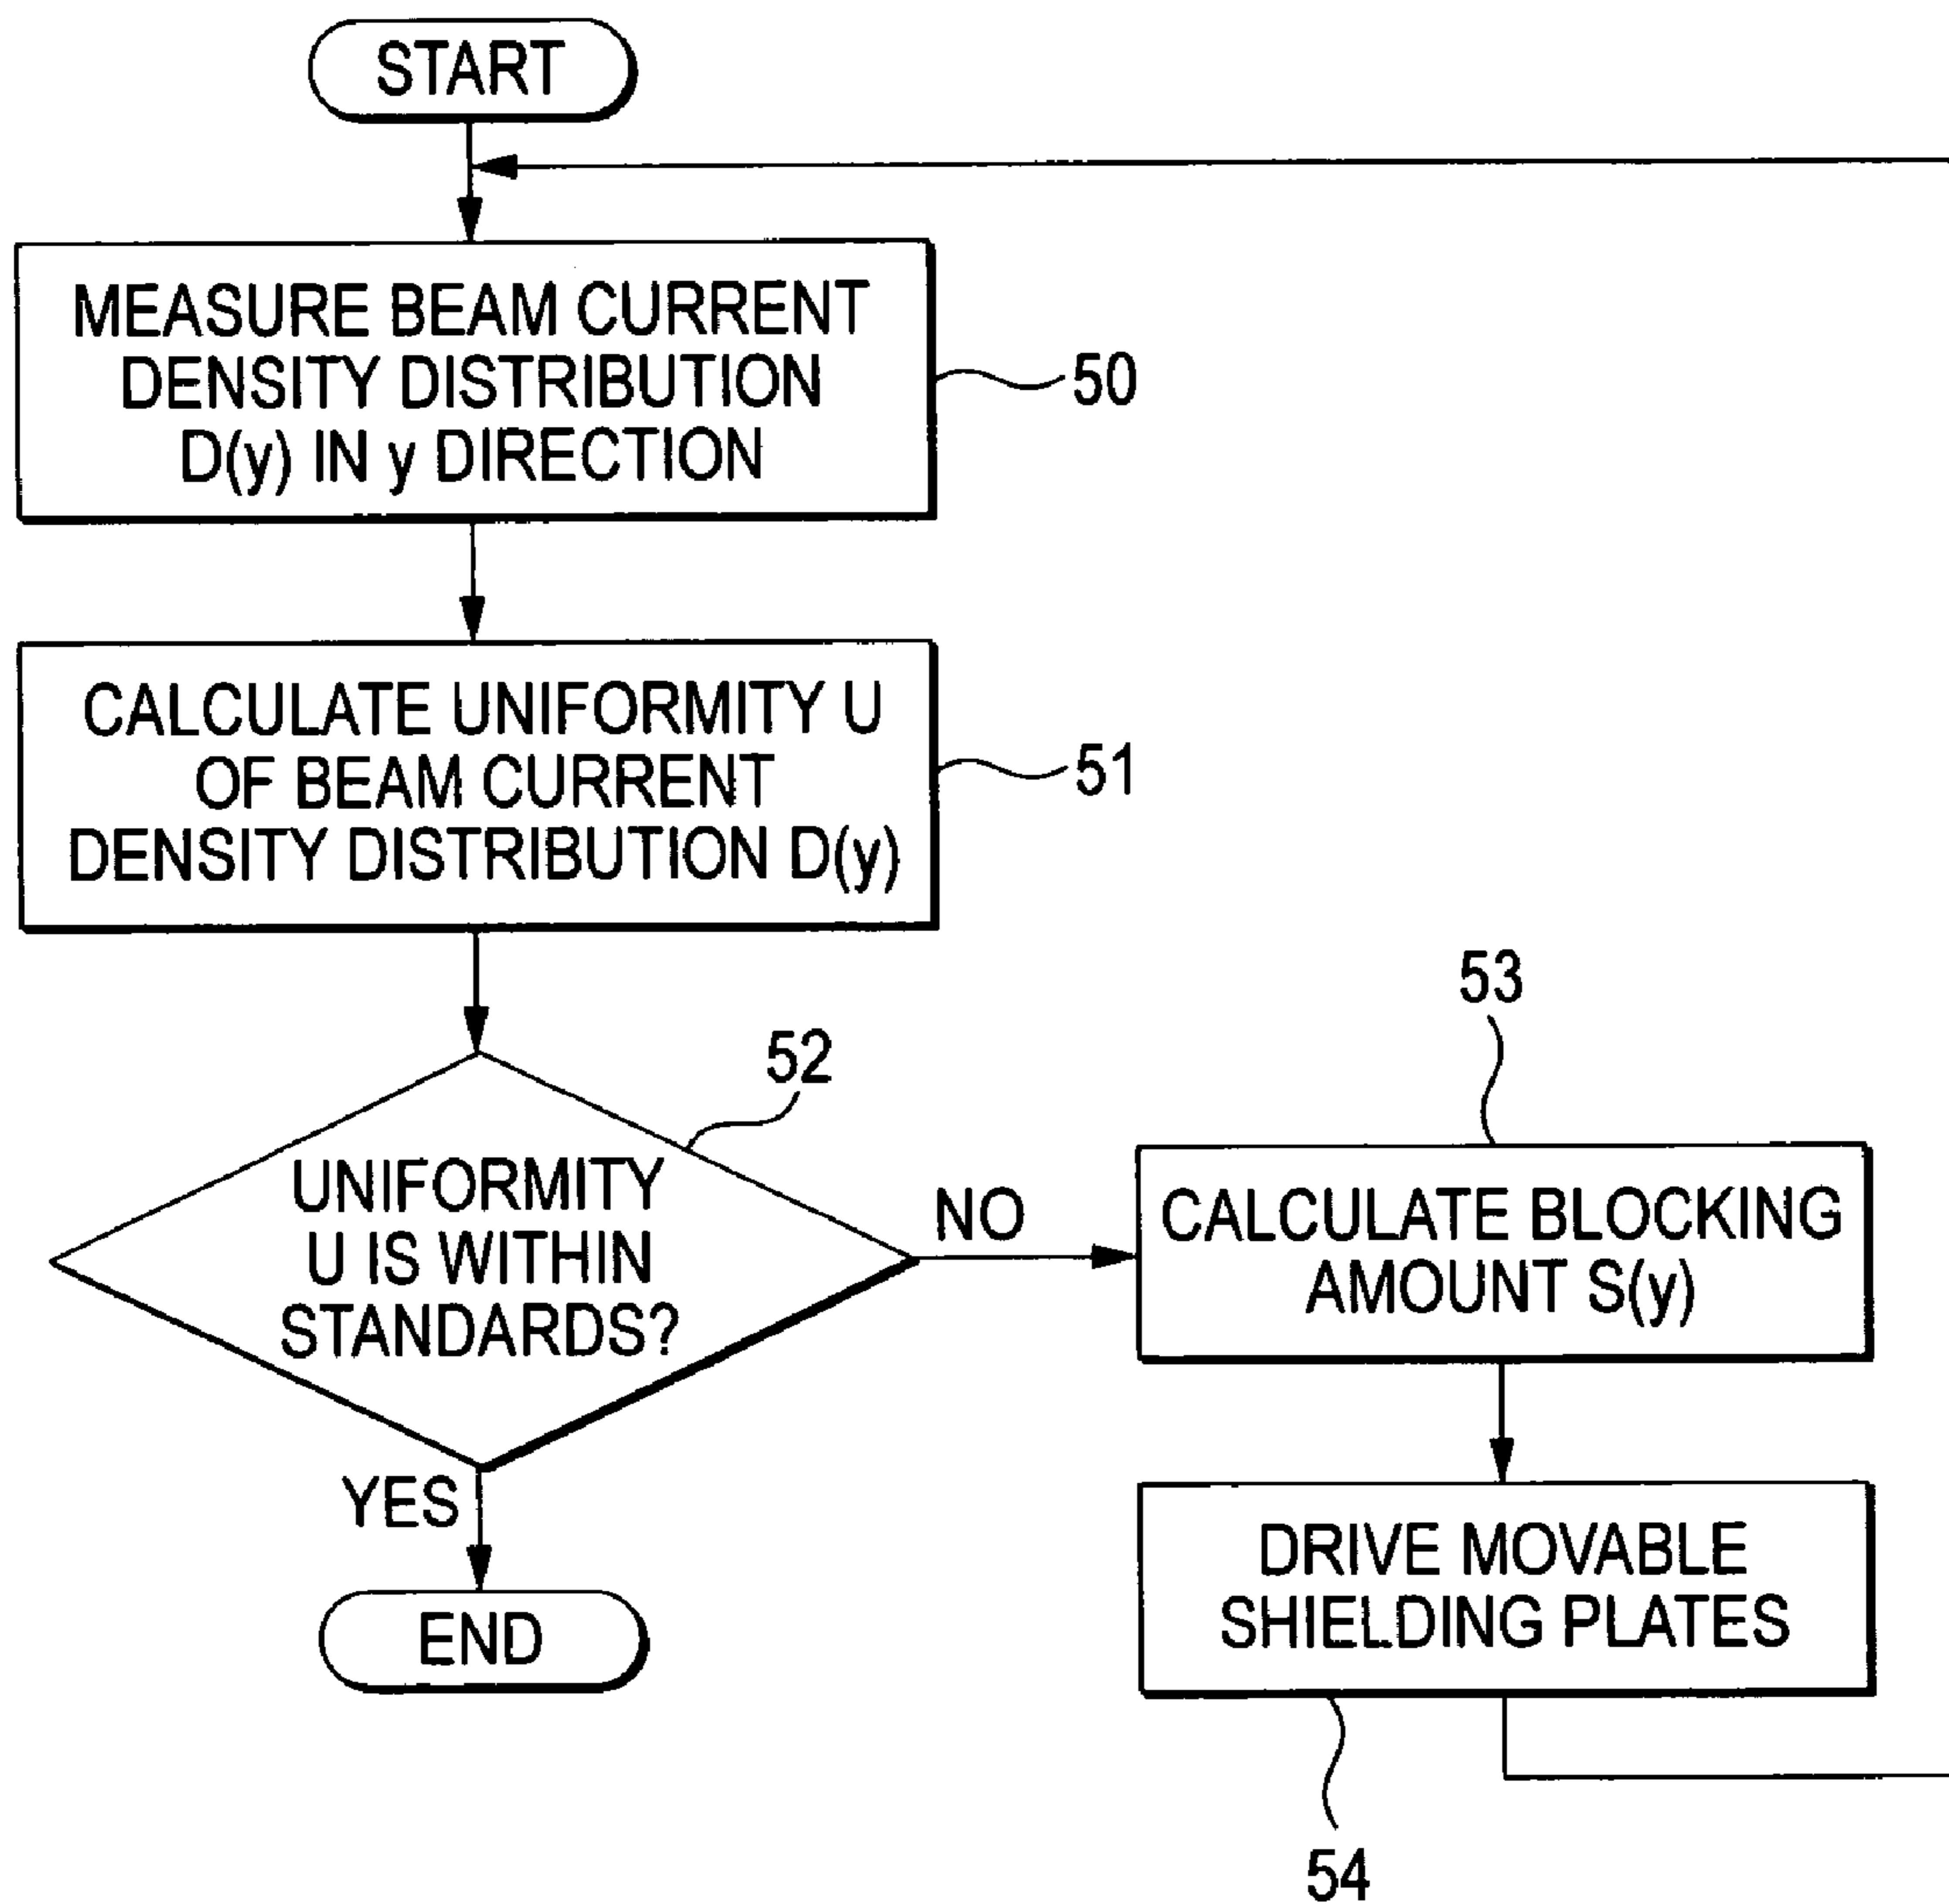 START
MEASURE BEAM CURRENT
DENSITY DISTRIBUTION
D(y) IN y DIRECTION
50
CALCULATE UNIFORMITY U
OF BEAM CURRENT
DENSITY DISTRIBUTION D(y)
51
52
UNIFORMITY
U IS WITHIN
STANDARDS?
NO
YES
END
53
CALCULATE BLOCKING
AMOUNT S(y)
DRIVE MOVABLE
SHIELDING PLATES
54